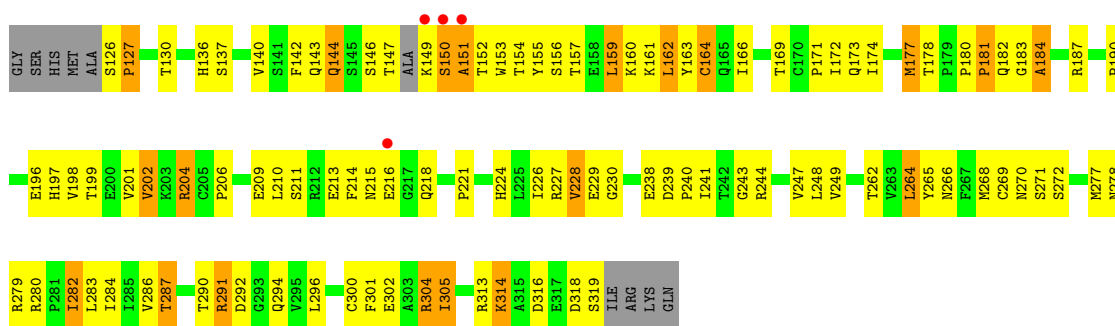 GLY SER HIS MET ALA S126 P127 T130 H136 S137 V140 S141 F142 Q143 Q144 S145 S146 T147 ALA K149 S150 A151 T152 W153 T154 Y155 S156 T157 E158 L159 K160 K161 L162 Y163 C164 Q165 I166 T169 C170 P171 I172 Q173 I174 M177 T178 P179 P180 P181 Q182 G183 A184 R187
E196 H197 V198 T199 E200 V201 V202 K203 R204 C205 P206 E209 L210 S211 R212 E213 F214 N215 E216 G217 Q218 P221 H224 L225 I226 R227 V228 E229 G230 E238 D239 P240 I241 T242 G243 R244 V247 L248 V249 T262 V263 L264 Y265 N266 F267 M268 C269 N270 S271 S272 M277
R279 R280 P281 I282 L283 I284 I285 V286 T287 T290 R291 D292 G293 Q294 V295 L296 C300 F301 E302 A303 R304 I305 R313 K314 A315 D316 E317 D318 S319 ILE ARG LYS GLN